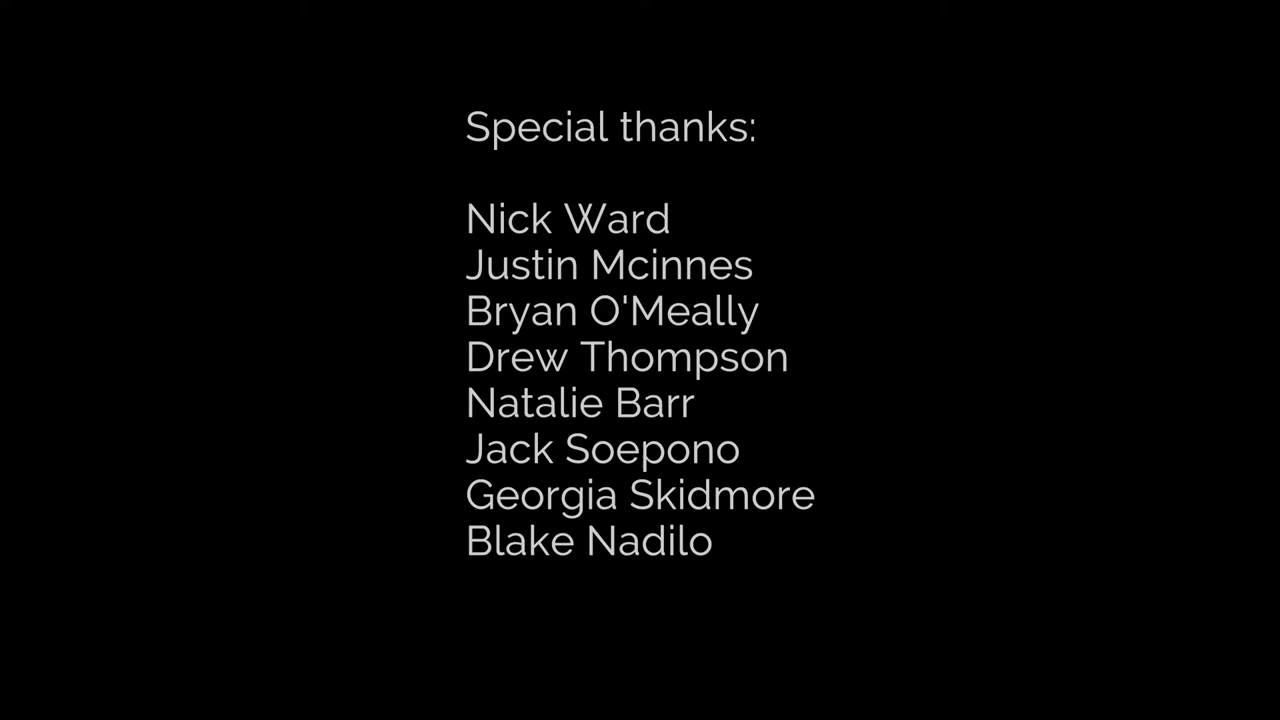 Special thanks:
Nick Ward
Justin Mcinnes
Bryan O'Meally
Drew Thompson
Natalie Barr
Jack Soepono
Georgia Skidmore
Blake Nadilo